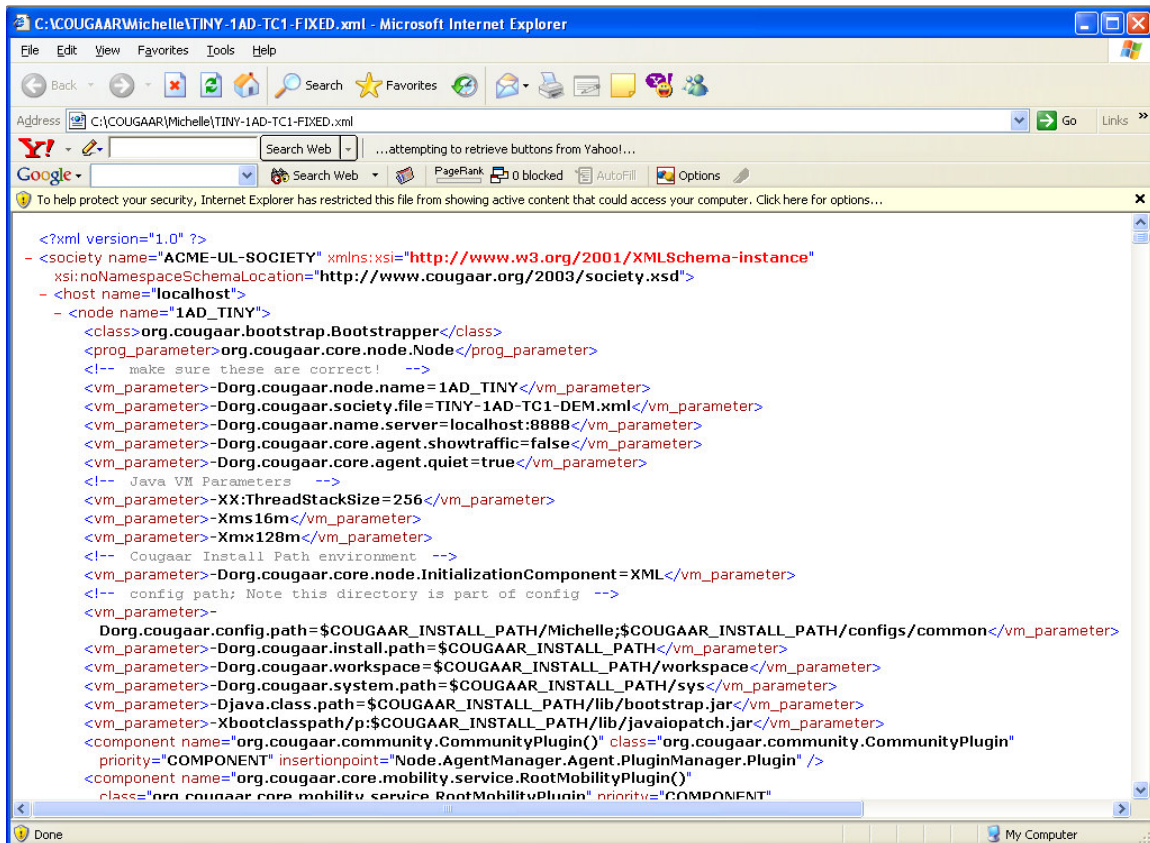 C:\COUGAAR\Michelle\TINY-1AD-TC1-FIXED.xml - Microsoft Internet Explorer
File Edit View Favorites Tools Help
Back Search Favorites
Address C:\COUGAAR\Michelle\TINY-1AD-TC1-FIXED.xml Go Links »
Y! Search Web ...attempting to retrieve buttons from Yahoo!...
Google Search Web PageRank 0 blocked AutoFill Options
To help protect your security, Internet Explorer has restricted this file from showing active content that could access your computer. Click here for options...
<?xml version="1.0" ?>
- <society name="ACME-UL-SOCIETY" xmlns:xsi="http://www.w3.org/2001/XMLSchema-instance"
xsi:noNamespaceSchemaLocation="http://www.cougaar.org/2003/society.xsd">
- <host name="localhost">
- <node name="1AD_TINY">
<class>org.cougaar.bootstrap.Bootstrapper</class>
<prog_parameter>org.cougaar.core.node.Node</prog_parameter>
<!-- make sure these are correct! -->
<vm_parameter>-Dorg.cougaar.node.name=1AD_TINY</vm_parameter>
<vm_parameter>-Dorg.cougaar.society.file=TINY-1AD-TC1-DEM.xml</vm_parameter>
<vm_parameter>-Dorg.cougaar.name.server=localhost:8888</vm_parameter>
<vm_parameter>-Dorg.cougaar.core.agent.showtraffic=false</vm_parameter>
<vm_parameter>-Dorg.cougaar.core.agent.quiet=true</vm_parameter>
<!-- Java VM Parameters -->
<vm_parameter>-XX:ThreadStackSize=256</vm_parameter>
<vm_parameter>-Xms16m</vm_parameter>
<vm_parameter>-Xmx128m</vm_parameter>
<!-- Cougaar Install Path environment -->
<vm_parameter>-Dorg.cougaar.core.node.InitializationComponent=XML</vm_parameter>
<!-- config path; Note this directory is part of config -->
<vm_parameter>-
Dorg.cougaar.config.path=$COUGAAR_INSTALL_PATH/Michelle;$COUGAAR_INSTALL_PATH/configs/common</vm_parameter>
<vm_parameter>-Dorg.cougaar.install.path=$COUGAAR_INSTALL_PATH</vm_parameter>
<vm_parameter>-Dorg.cougaar.workspace=$COUGAAR_INSTALL_PATH/workspace</vm_parameter>
<vm_parameter>-Dorg.cougaar.system.path=$COUGAAR_INSTALL_PATH/sys</vm_parameter>
<vm_parameter>-Djava.class.path=$COUGAAR_INSTALL_PATH/lib/bootstrap.jar</vm_parameter>
<vm_parameter>-Xbootclasspath/p:$COUGAAR_INSTALL_PATH/lib/javaiopatch.jar</vm_parameter>
<component name="org.cougaar.community.CommunityPlugin()" class="org.cougaar.community.CommunityPlugin"
priority="COMPONENT" insertionpoint="Node.AgentManager.Agent.PluginManager.Plugin" />
<component name="org.cougaar.core.mobility.service.RootMobilityPlugin()"
class="org.cougaar.core.mobility.service.RootMobilityPlugin" priority="COMPONENT"
Done My Computer